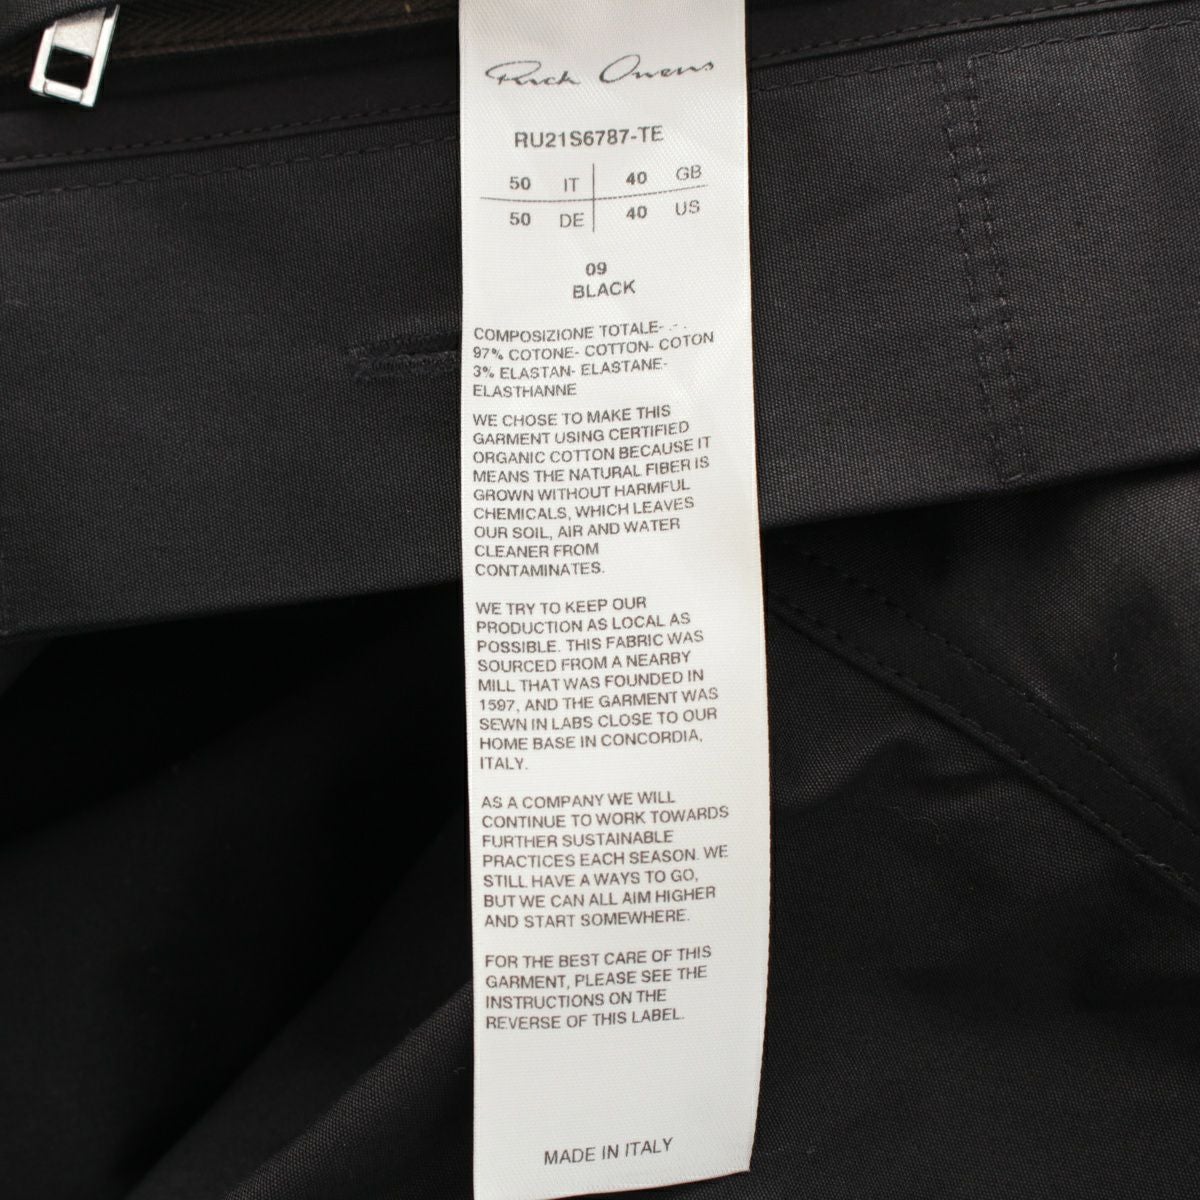 Rick Owens
RU21S6787-TE
50 IT 40 GB
50 DE 40 US
09
BLACK
COMPOSIZIONE TOTALE- - -
97% COTONE- COTTON- COTON
3% ELASTAN- ELASTANE-
ELASTHANNE
WE CHOSE TO MAKE THIS
GARMENT USING CERTIFIED
ORGANIC COTTON BECAUSE IT
MEANS THE NATURAL FIBER IS
GROWN WITHOUT HARMFUL
CHEMICALS, WHICH LEAVES
OUR SOIL, AIR AND WATER
CLEANER FROM
CONTAMINATES.
WE TRY TO KEEP OUR
PRODUCTION AS LOCAL AS
POSSIBLE. THIS FABRIC WAS
SOURCED FROM A NEARBY
MILL THAT WAS FOUNDED IN
1597, AND THE GARMENT WAS
SEWN IN LABS CLOSE TO OUR
HOME BASE IN CONCORDIA,
ITALY.
AS A COMPANY WE WILL
CONTINUE TO WORK TOWARDS
FURTHER SUSTAINABLE
PRACTICES EACH SEASON. WE
STILL HAVE A WAYS TO GO,
BUT WE CAN ALL AIM HIGHER
AND START SOMEWHERE.
FOR THE BEST CARE OF THIS
GARMENT, PLEASE SEE THE
INSTRUCTIONS ON THE
REVERSE OF THIS LABEL.
MADE IN ITALY